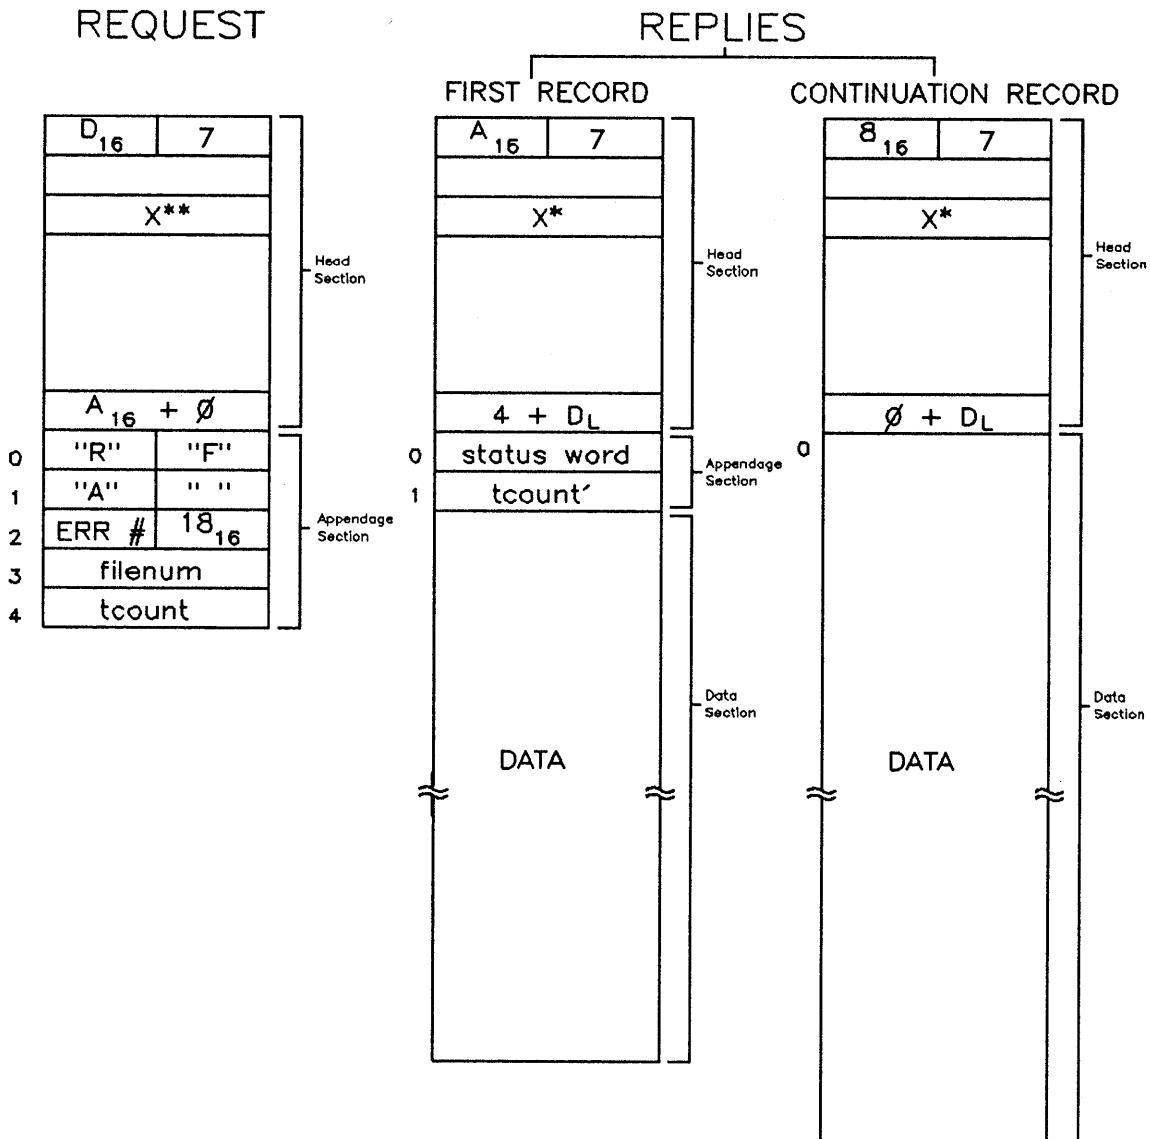 REQUEST
REPLIES
FIRST RECORD
CONTINUATION RECORD
D16 7
X**
Head
Section
A16 + Ø
0 "R" "F"
1 "A" " "
2 ERR # 1816
3 filenum
4 tcount
Appendage
Section
A16 7
X*
Head
Section
4 + DL
0 status word
1 tcount´
Appendage
Section
DATA
Data
Section
816 7
X*
Head
Section
Ø + DL
0
DATA
Data
Section